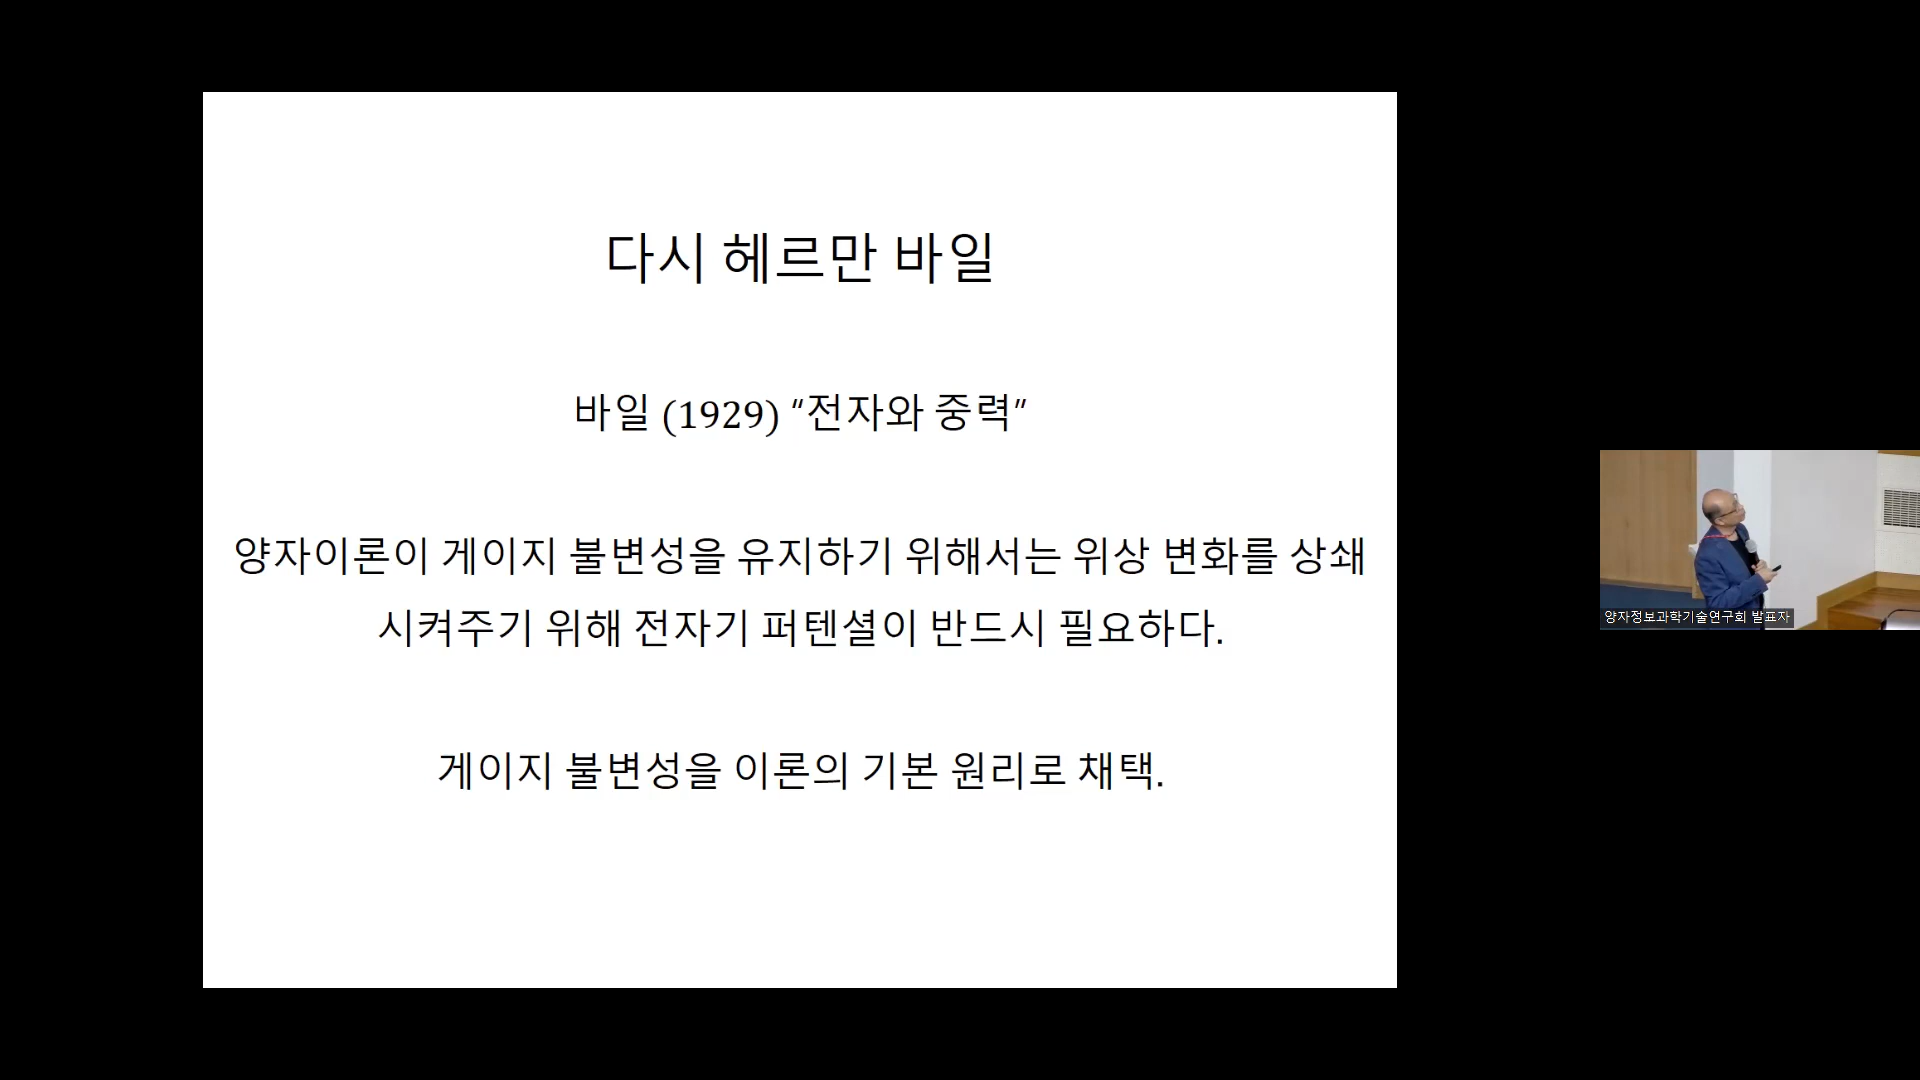 다시 헤르만 바일
바일 (1929) “전자와 중력”
양자이론이 게이지 불변성을 유지하기 위해서는 위상 변화를 상쇄
시켜주기 위해 전자기 퍼텐셜이 반드시 필요하다.
게이지 불변성을 이론의 기본 원리로 채택.
양자정보과학기술연구회 발표자